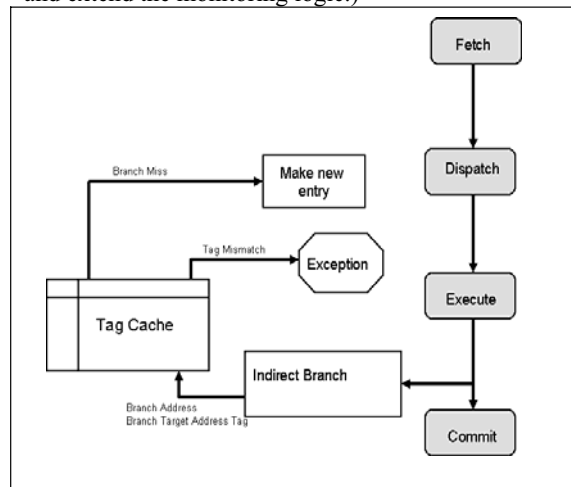 and extend the monitoring logic.)
Fetch
Branch Miss
Make new
entry
Dispatch
Tag Mismatch
Exception
Tag Cache
Execute
Indirect Branch
Branch Address
Branch Target Address Tag
Commit